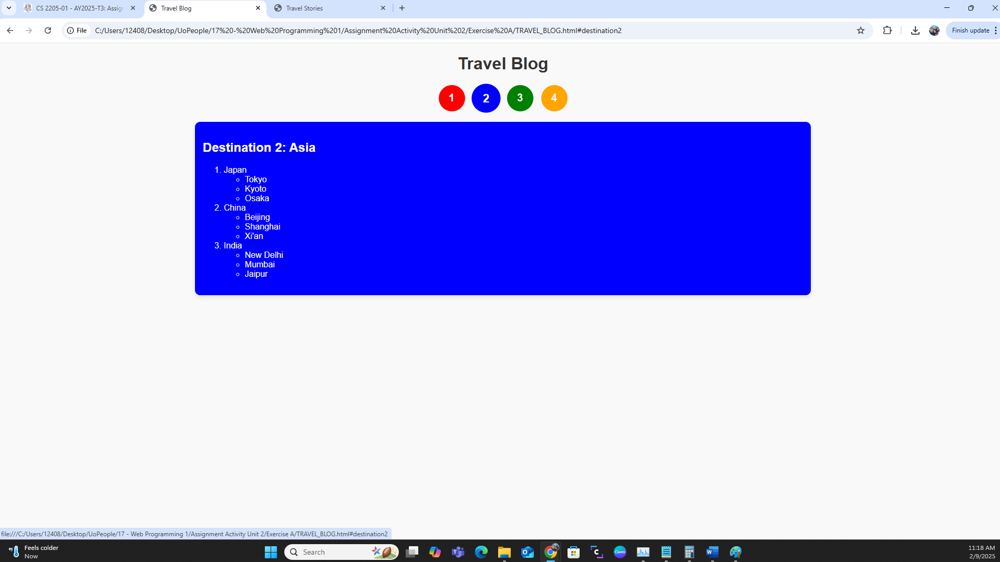 CS 2205-01 - AY2025-T3: Assig
Travel Blog
Travel Stories
File
C:/Users/12408/Desktop/UoPeople/17%20-%20Web%20Programming%201/Assignment%20Activity%20Unit%202/Exercise%20A/TRAVEL_BLOG.html#destination2
Finish update
Travel Blog
1
2
3
4
Destination 2: Asia
1. Japan
Tokyo
Kyoto
Osaka
2. China
Beijing
Shanghai
Xi'an
3. India
New Delhi
Mumbai
Jaipur
file:///C:/Users/12408/Desktop/UoPeople/17 - Web Programming 1/Assignment Activity Unit 2/Exercise A/TRAVEL_BLOG.html#destination2
Feels colder
Now
Search
Canva
11:18 AM
2/9/2025